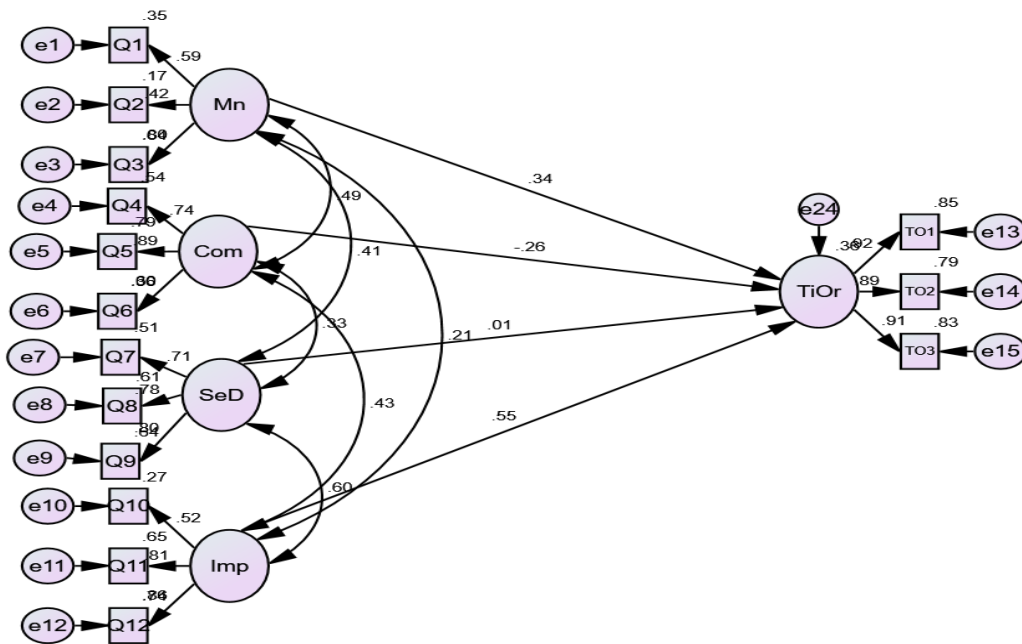 .35
e1 Q1 .59
.17
e2 Q2 .42 Mn
e3 Q3
.54
e4 Q4 .74 .49 .34
.79 e24 .85
e5 Q5 .89 Com .41 -.26 .36 .92 TO1 e13
.79
e6 Q6 TiOr .89 TO2 e14
.51 .33 .21 .01 .91 .83
e7 Q7 .71 TO3 e15
.61
e8 Q8 .78 SeD .43 .55
e9 Q9
.27
e10 Q10 .52 .60
.65
e11 Q11 .81 Imp
e12 Q12